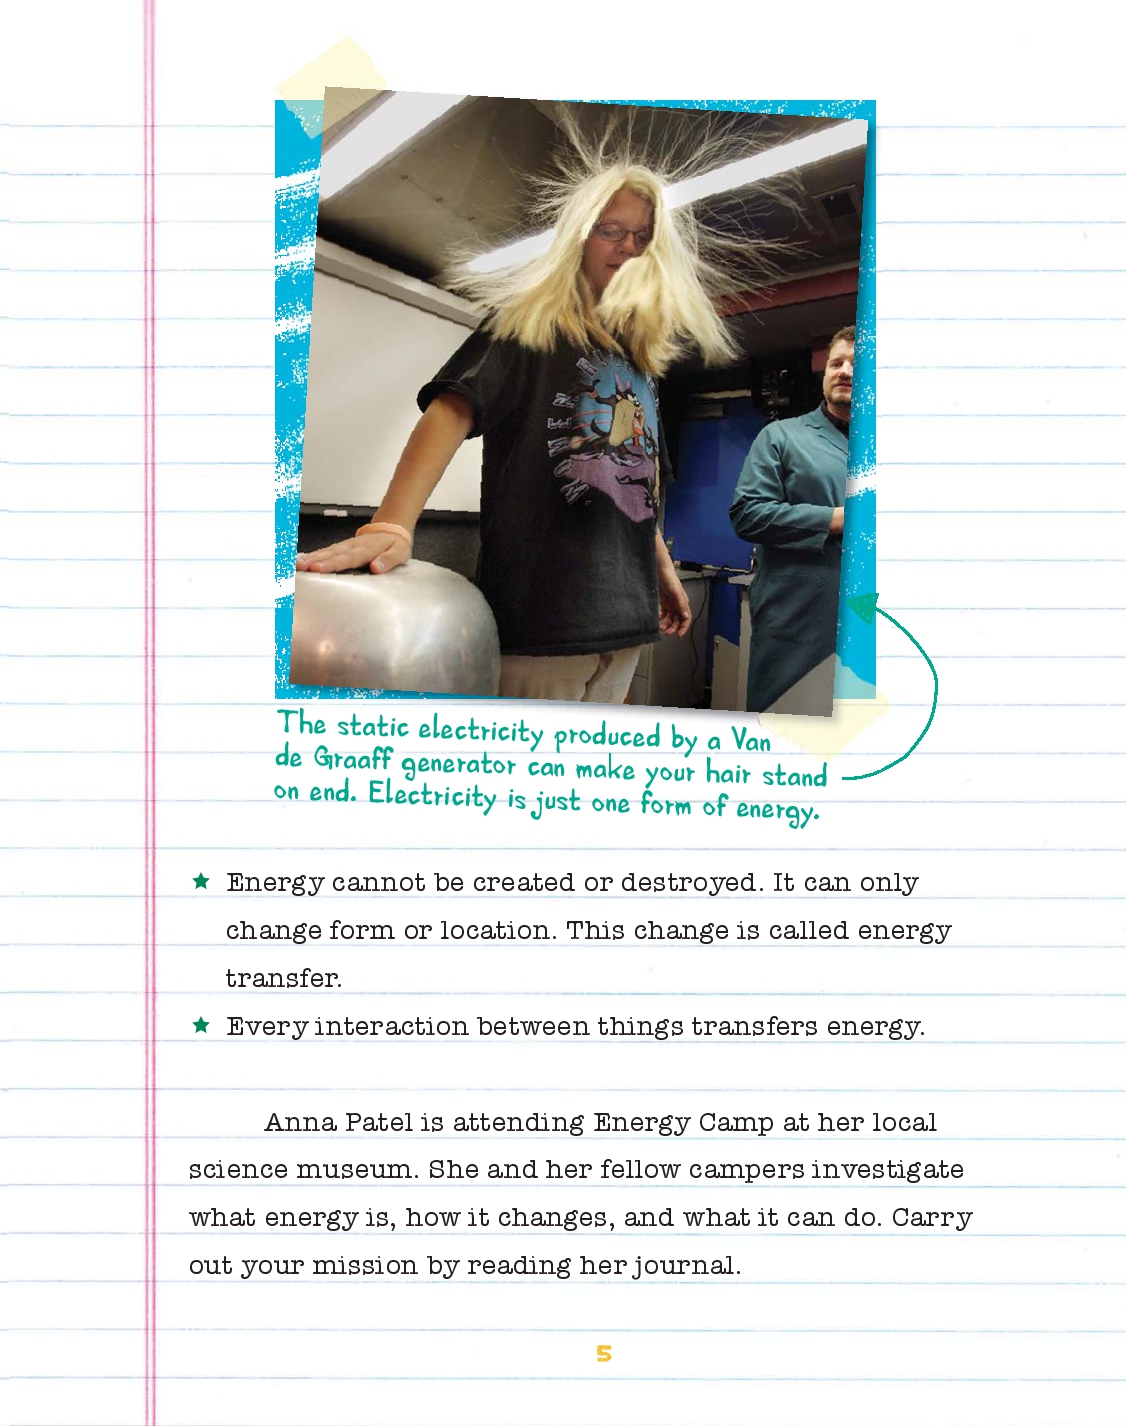 The static electricity produced by a Van
de Graaff generator can make your hair stand
on end. Electricity is just one form of energy.
★ Energy cannot be created or destroyed. It can only
change form or location. This change is called energy
transfer.
★ Every interaction between things transfers energy.
Anna Patel is attending Energy Camp at her local
science museum. She and her fellow campers investigate
what energy is, how it changes, and what it can do. Carry
out your mission by reading her journal.
5